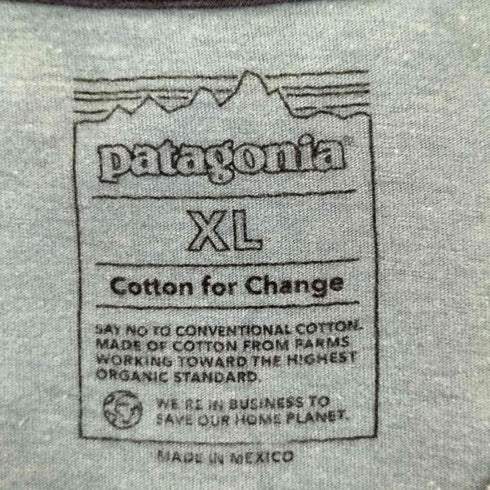 patagonia®
XL
Cotton for Change
SAY NO TO CONVENTIONAL COTTON.
MADE OF COTTON FROM FARMS
WORKING TOWARD THE HIGHEST
ORGANIC STANDARD.
WE'RE IN BUSINESS TO
SAVE OUR HOME PLANET.
MADE IN MEXICO